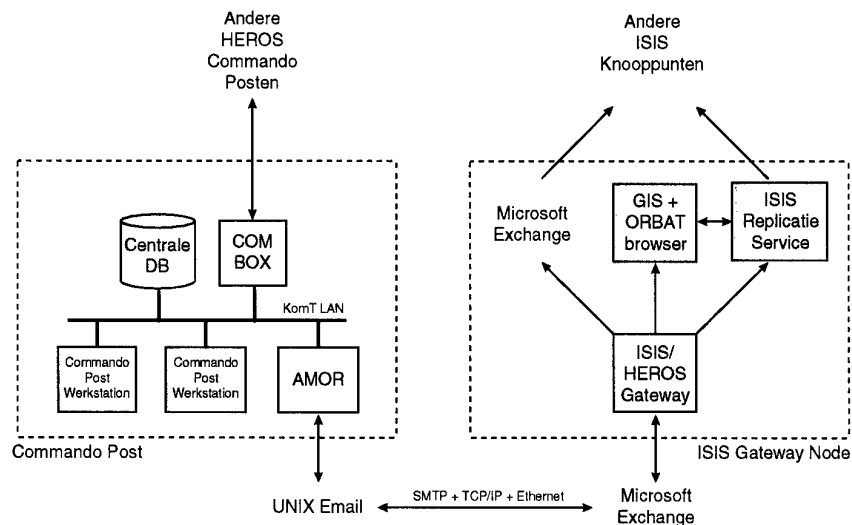 Andere
HEROS
Commando
Posten
Andere
ISIS
Knooppunten
Centrale
DB
COM
BOX
KomT LAN
Commando
Post
Werkstation
Commando
Post
Werkstation
AMOR
Commando Post
Microsoft
Exchange
GIS +
ORBAT
browser
ISIS
Replicatie
Service
ISIS/
HEROS
Gateway
ISIS Gateway Node
UNIX Email
SMTP + TCP/IP + Ethernet
Microsoft
Exchange